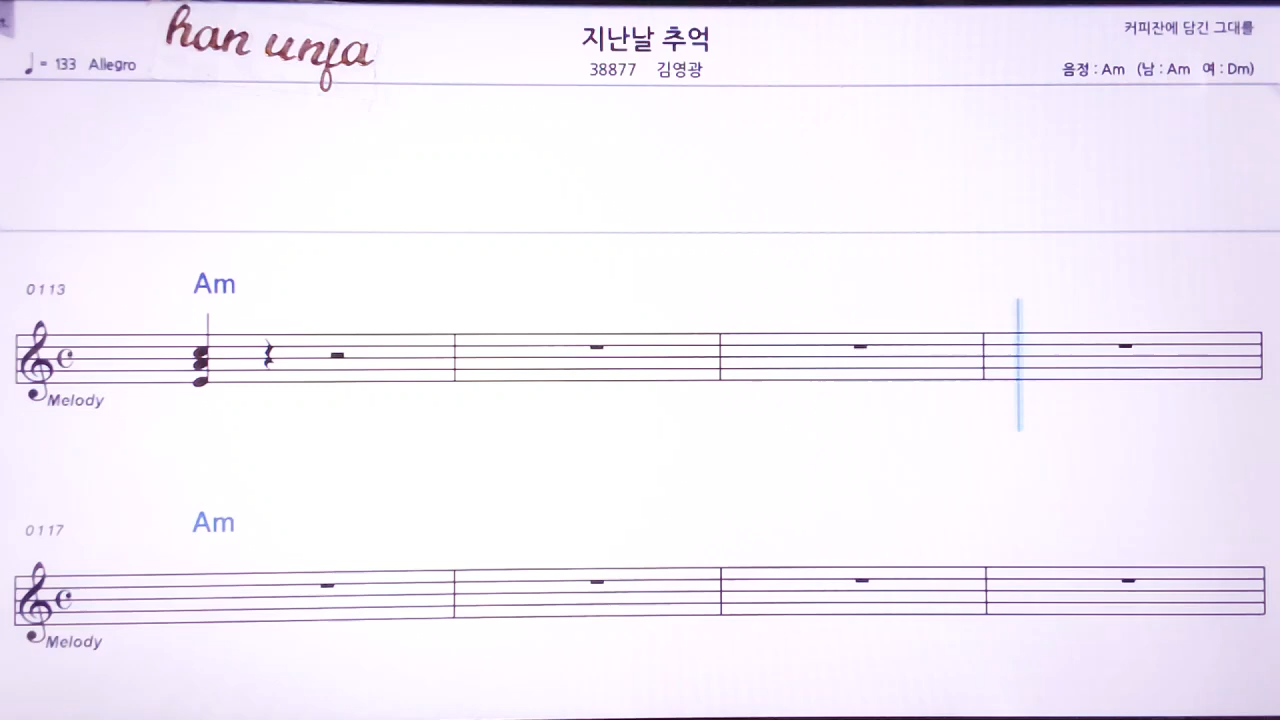 han unfa
지난날 추억
커피잔에 담긴 그대를
♩= 133 Allegro
38877 김영광
음정 : Am (남 : Am 여 : Dm)
0113
Am
Melody
0117
Am
Melody